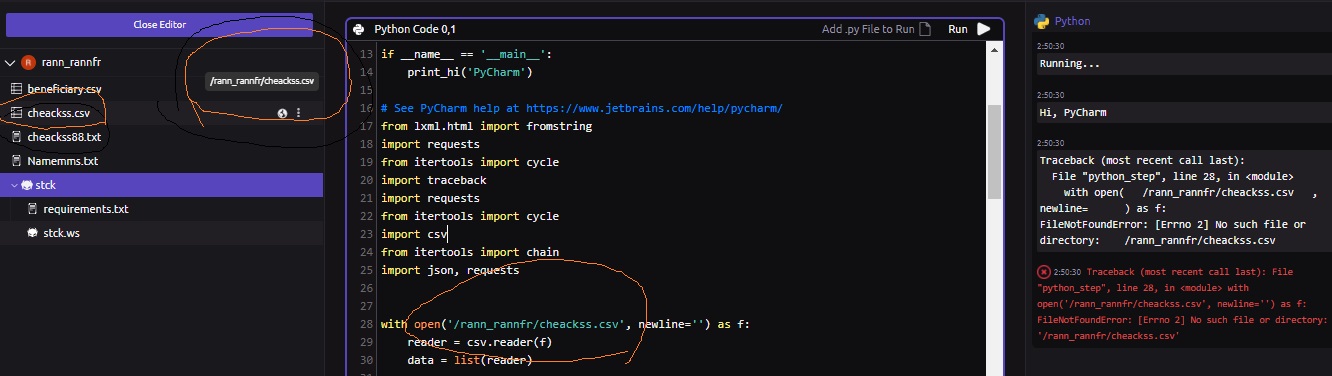 Close Editor
rann_rannfr
/rann_rannfr/cheackss.csv
beneficiary.csv
cheackss.csv
cheackss88.txt
Namemms.txt
stck
requirements.txt
stck.ws
Python Code 0,1
Add .py File to Run
Run
13 if __name__ == '__main__':
14     print_hi('PyCharm')
15
16 # See PyCharm help at https://www.jetbrains.com/help/pycharm/
17 from lxml.html import fromstring
18 import requests
19 from itertools import cycle
20 import traceback
21 import requests
22 from itertools import cycle
23 import csv
24 from itertools import chain
25 import json, requests
26
27
28 with open('/rann_rannfr/cheackss.csv', newline='') as f:
29     reader = csv.reader(f)
30     data = list(reader)
Python
2:50:30
Running...
2:50:30
Hi, PyCharm
2:50:30
Traceback (most recent call last):
File "python_step", line 28, in <module>
with open( /rann_rannfr/cheackss.csv ,
newline= ) as f:
FileNotFoundError: [Errno 2] No such file or
directory: /rann_rannfr/cheackss.csv
2:50:30 Traceback (most recent call last): File
"python_step", line 28, in <module> with
open('/rann_rannfr/cheackss.csv', newline='') as f:
FileNotFoundError: [Errno 2] No such file or directory:
'/rann_rannfr/cheackss.csv'